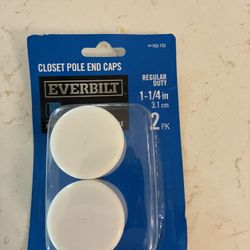 CLOSET POLE END CAPS
EVERBILT
REGULAR
DUTY
1-1/4 in
3.1 cm
2 PK